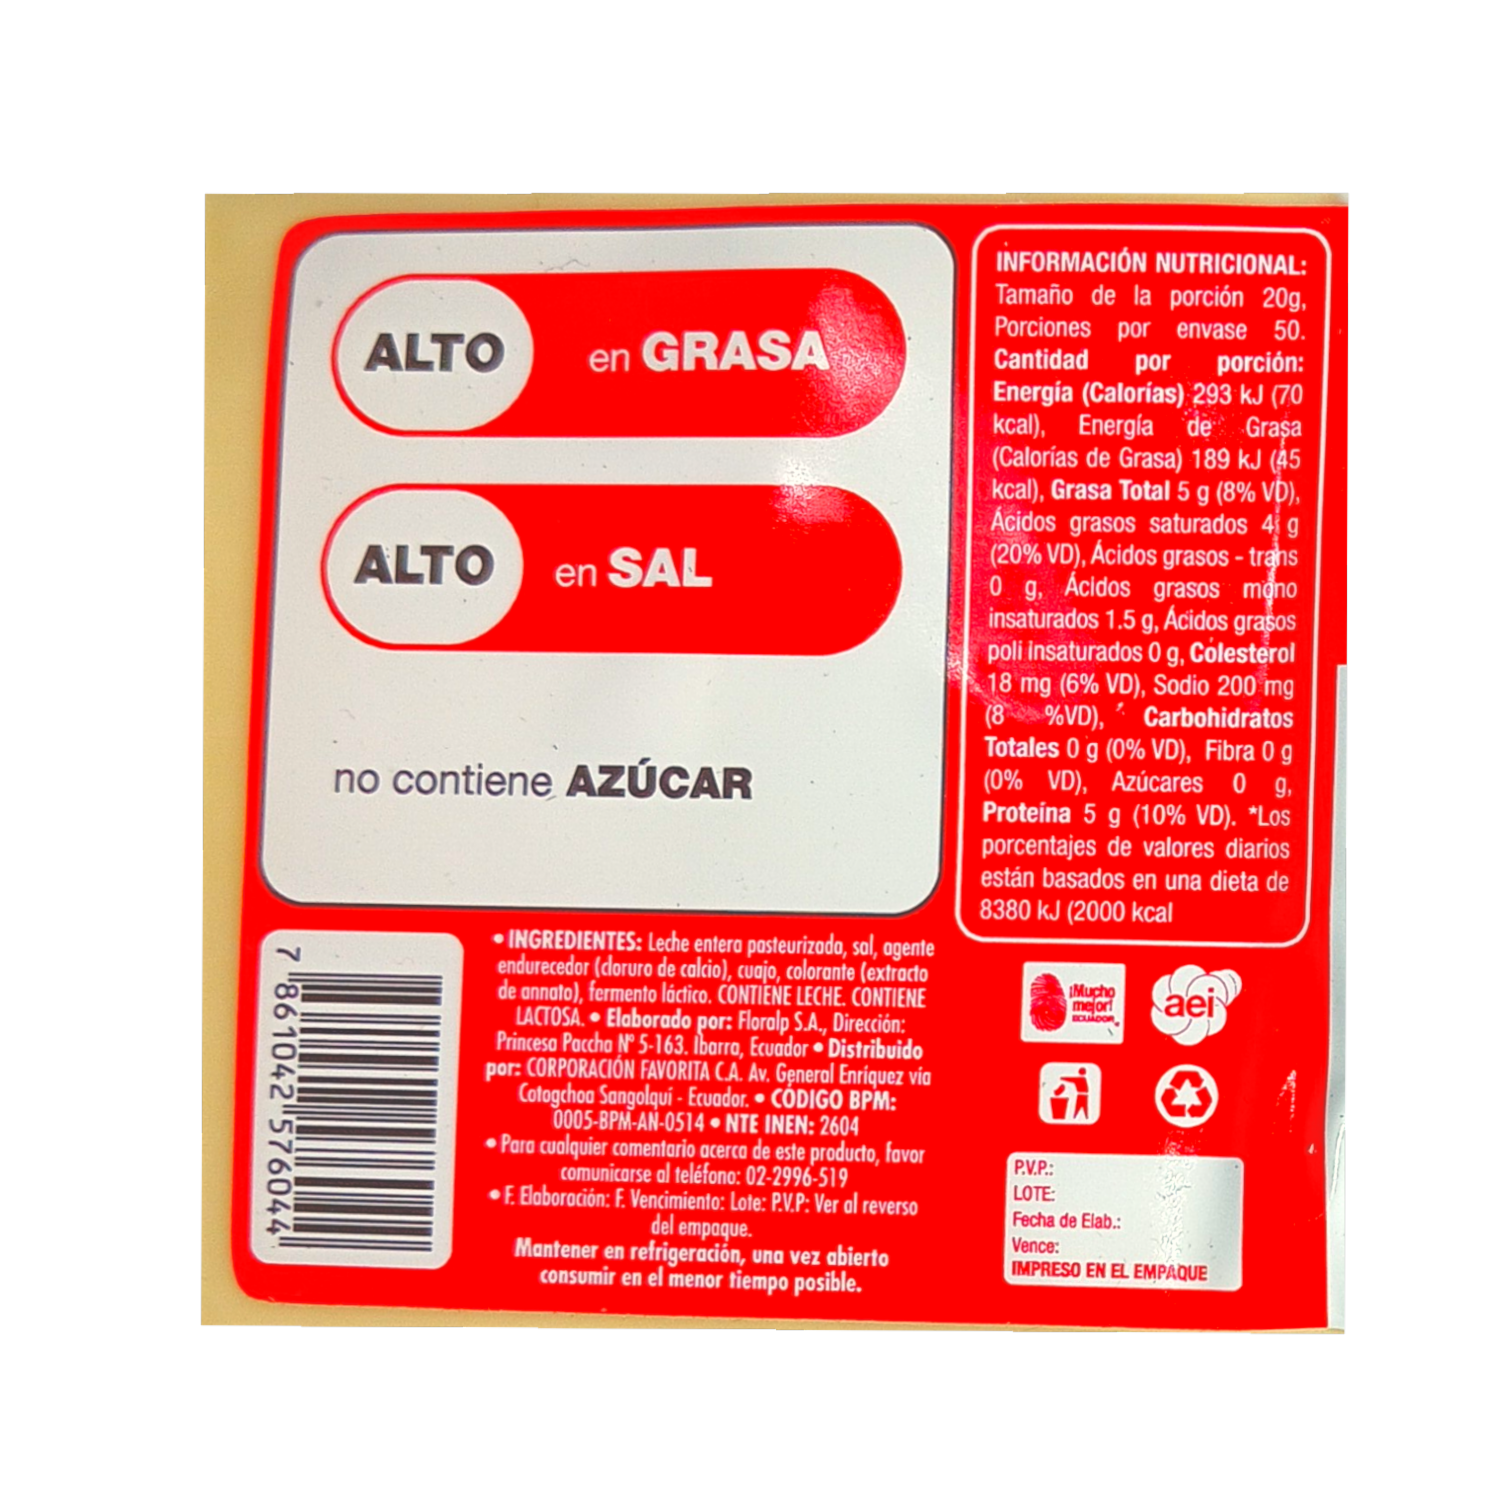 ALTO en GRASA
ALTO en SAL
no contiene AZÚCAR
INFORMACIÓN NUTRICIONAL:
Tamaño de la porción 20g,
Porciones por envase 50.
Cantidad por porción:
Energía (Calorías) 293 kJ (70
kcal), Energía de Grasa
(Calorías de Grasa) 189 kJ (45
kcal), Grasa Total 5 g (8% VD),
Ácidos grasos saturados 4 g
(20% VD), Ácidos grasos - trans
0 g, Ácidos grasos mono
insaturados 1.5 g, Ácidos grasos
poli insaturados 0 g, Colesterol
18 mg (6% VD), Sodio 200 mg
(8 %VD), Carbohidratos
Totales 0 g (0% VD), Fibra 0 g
(0% VD), Azúcares 0 g,
Proteína 5 g (10% VD). *Los
porcentajes de valores diarios
están basados en una dieta de
8380 kJ (2000 kcal
7 861042 576044
• INGREDIENTES: Leche entera pasteurizada, sal, agente
endurecedor (cloruro de calcio), cuajo, colorante (extracto
de annato), fermento láctico. CONTIENE LECHE. CONTIENE
LACTOSA. • Elaborado por: Floralp S.A., Dirección:
Princesa Paccha N° 5-163. Ibarra, Ecuador • Distribuido
por: CORPORACIÓN FAVORITA C.A. Av. General Enríquez vía
Cotogchoa Sangolquí - Ecuador. • CÓDIGO BPM:
0005-BPM-AN-0514 • NTE INEN: 2604
• Para cualquier comentario acerca de este producto, favor
comunicarse al teléfono: 02-2996-519
• F. Elaboración: F. Vencimiento: Lote: P.V.P: Ver al reverso
del empaque.
Mantener en refrigeración, una vez abierto
consumir en el menor tiempo posible.
¡Mucho
mejor!
ECUADOR
aei
P.V.P.:
LOTE:
Fecha de Elab.:
Vence:
IMPRESO EN EL EMPAQUE